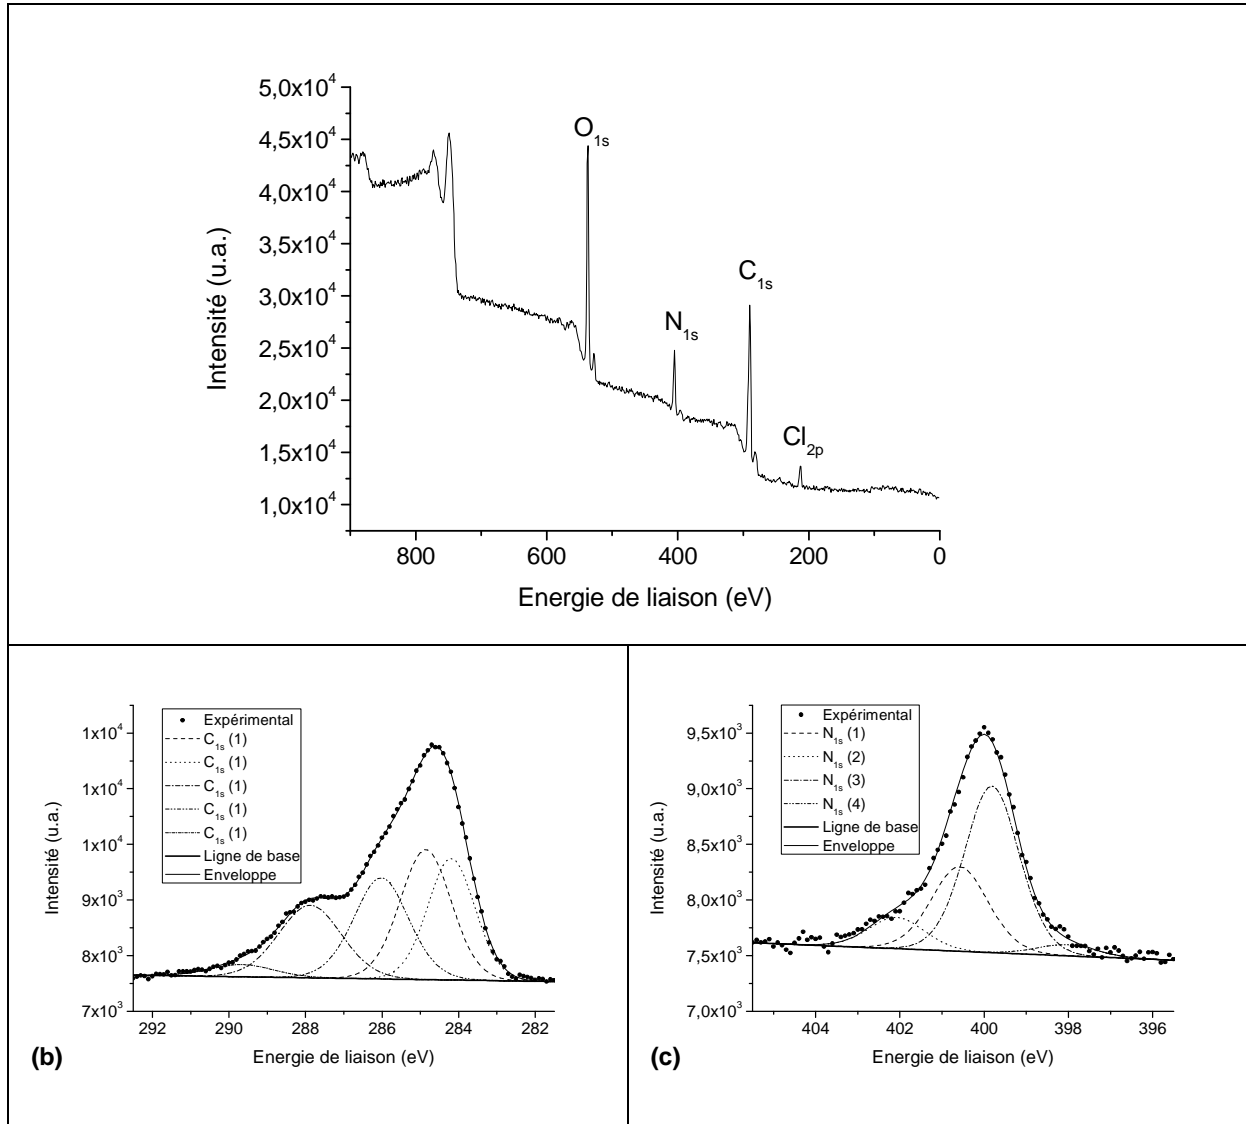 5,0x10⁴
4,5x10⁴
4,0x10⁴
3,5x10⁴
3,0x10⁴
2,5x10⁴
2,0x10⁴
1,5x10⁴
1,0x10⁴
Intensité (u.a.)
O1s
N1s
C1s
Cl2p
800 600 400 200 0
Energie de liaison (eV)
1x10⁴
1x10⁴
1x10⁴
9x10³
8x10³
7x10³
Intensité (u.a.)
Expérimental
C1s (1)
C1s (1)
C1s (1)
C1s (1)
C1s (1)
Ligne de base
Enveloppe
292 290 288 286 284 282
Energie de liaison (eV)
(b)
9,5x10³
9,0x10³
8,5x10³
8,0x10³
7,5x10³
7,0x10³
Intensité (u.a.)
Expérimental
N1s (1)
N1s (2)
N1s (3)
N1s (4)
Ligne de base
Enveloppe
404 402 400 398 396
Energie de liaison (eV)
(c)